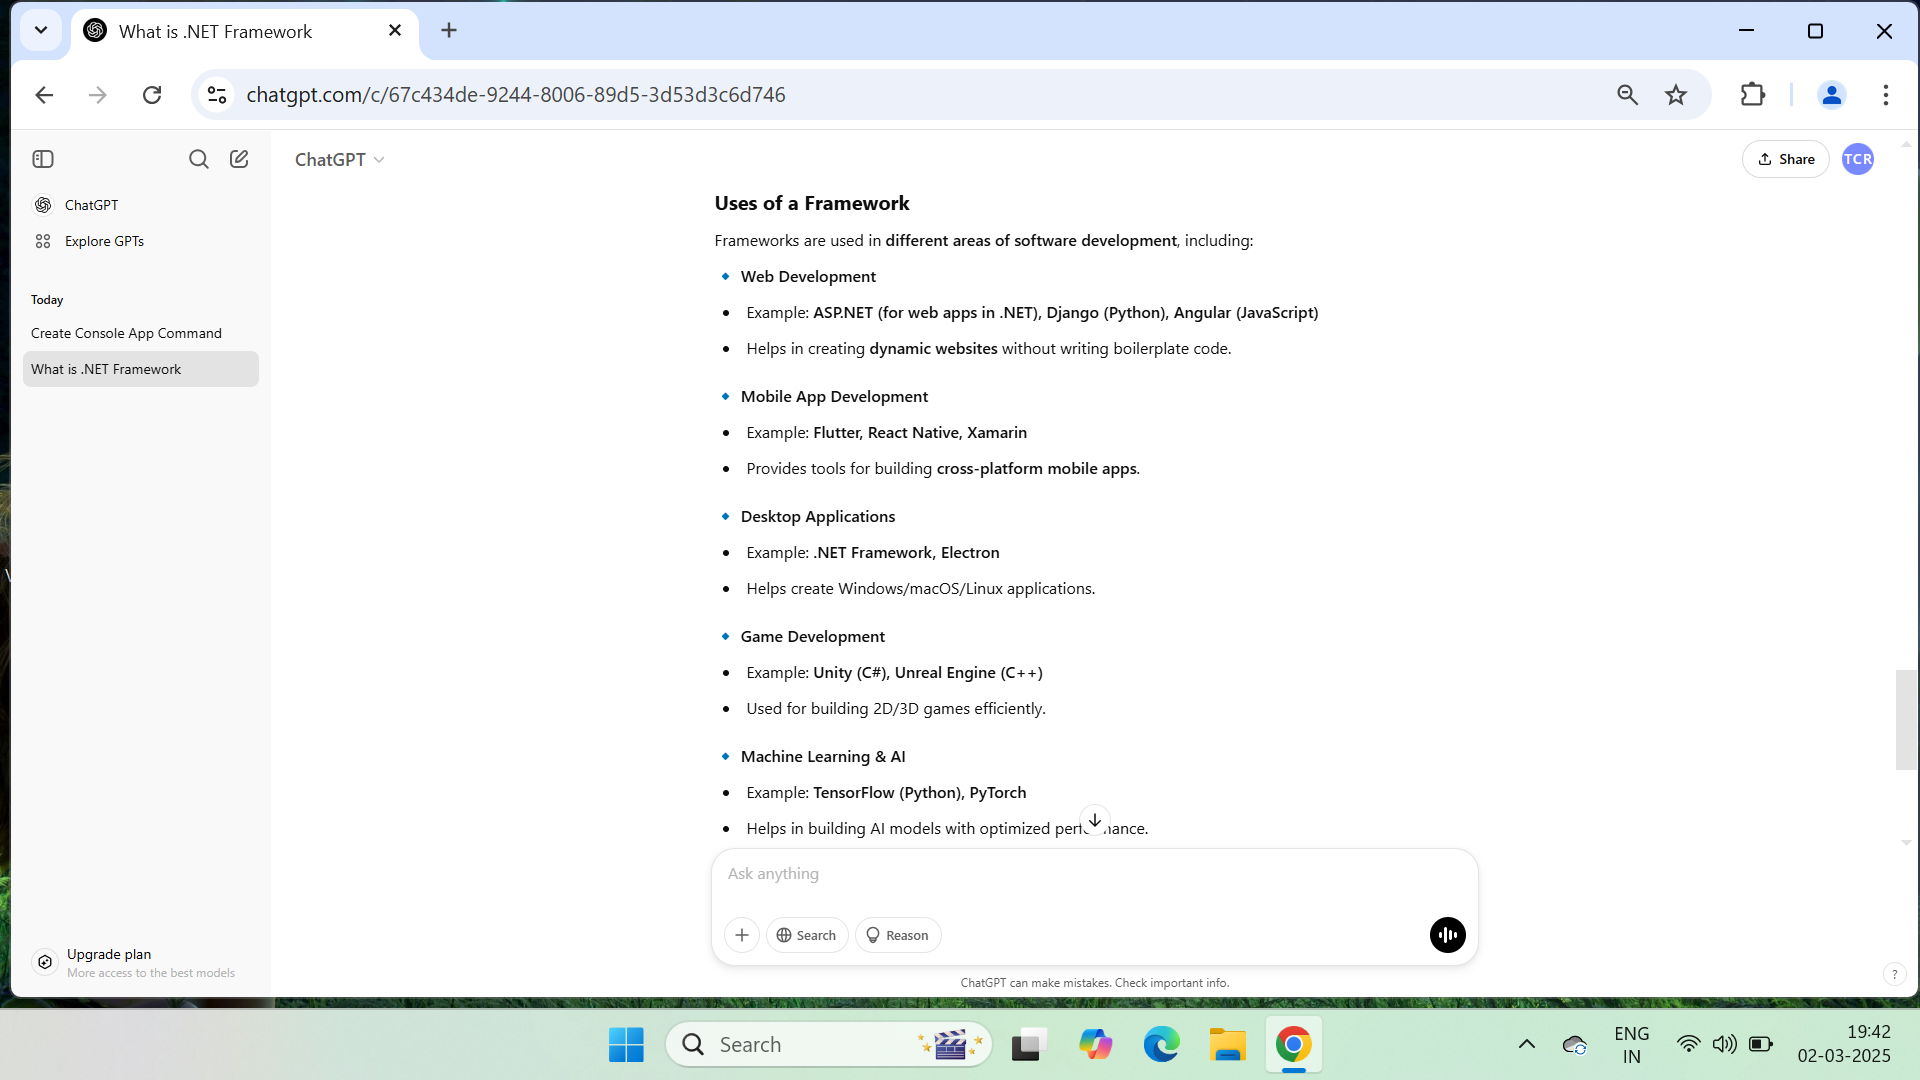 What is .NET Framework
chatgpt.com/c/67c434de-9244-8006-89d5-3d53d3c6d746
ChatGPT
Share
TCR
ChatGPT
Explore GPTs
Today
Create Console App Command
What is .NET Framework
Upgrade plan
More access to the best models
Uses of a Framework
Frameworks are used in different areas of software development, including:
Web Development
• Example: ASP.NET (for web apps in .NET), Django (Python), Angular (JavaScript)
• Helps in creating dynamic websites without writing boilerplate code.
Mobile App Development
• Example: Flutter, React Native, Xamarin
• Provides tools for building cross-platform mobile apps.
Desktop Applications
• Example: .NET Framework, Electron
• Helps create Windows/macOS/Linux applications.
Game Development
• Example: Unity (C#), Unreal Engine (C++)
• Used for building 2D/3D games efficiently.
Machine Learning & AI
• Example: TensorFlow (Python), PyTorch
• Helps in building AI models with optimized
Ask anything
Search
Reason
ChatGPT can make mistakes. Check important info.
?
Search
ENG
IN
19:42
02-03-2025